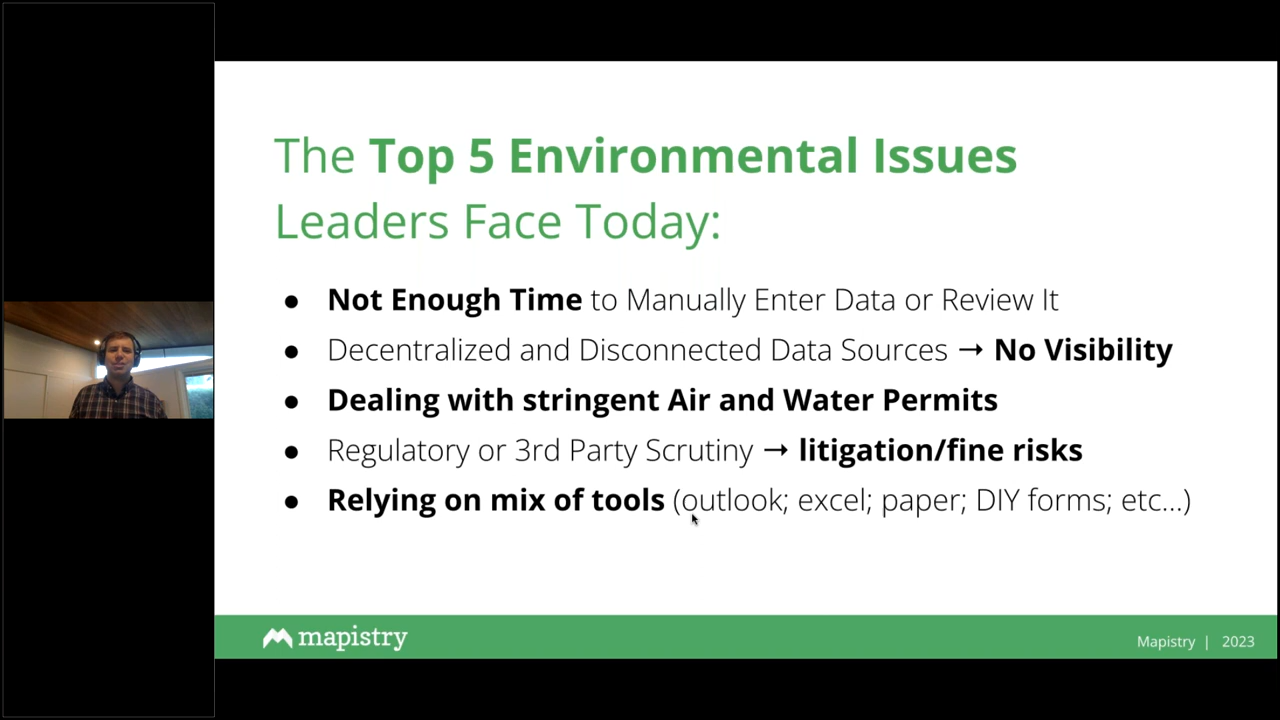 The Top 5 Environmental Issues
Leaders Face Today:
● Not Enough Time to Manually Enter Data or Review It
● Decentralized and Disconnected Data Sources → No Visibility
● Dealing with stringent Air and Water Permits
● Regulatory or 3rd Party Scrutiny → litigation/fine risks
● Relying on mix of tools (outlook; excel; paper; DIY forms; etc...)
mapistry
Mapistry | 2023